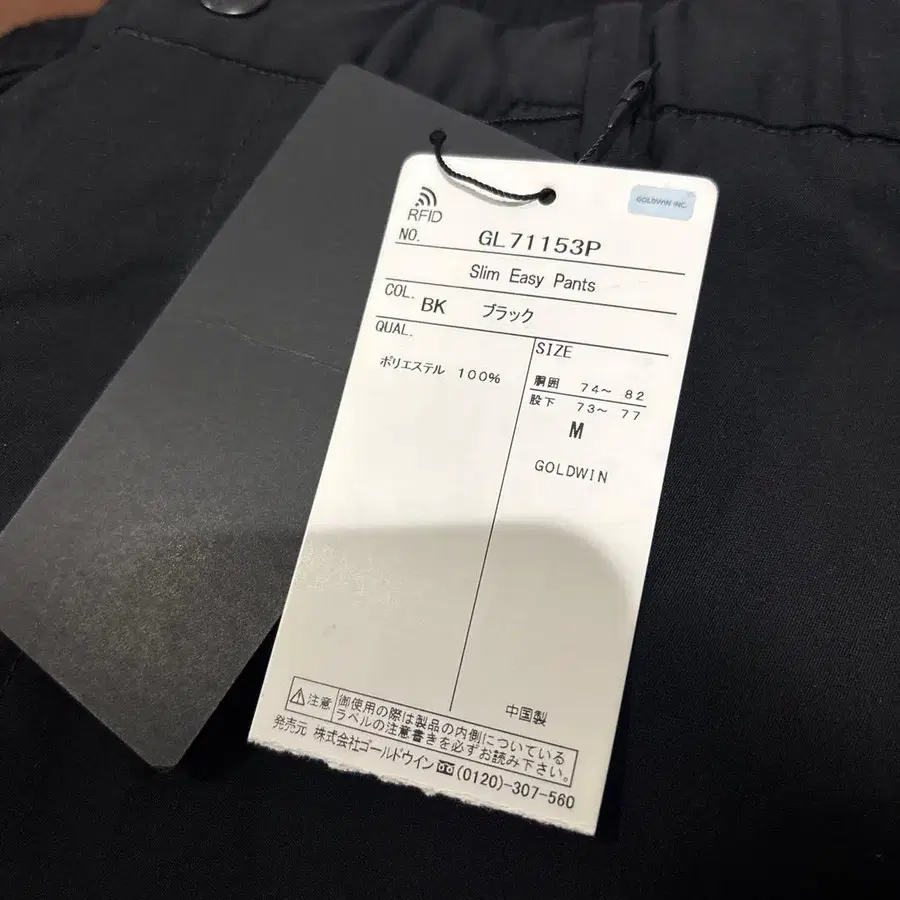 RFID
GOLDWIN INC.
NO. GL71153P
Slim Easy Pants
COL. BK ブラック
QUAL.
ポリエステル 100%
SIZE
胴囲 74~ 82
股下 73~ 77
M
GOLDWIN
中国製
注意 御使用の際は製品の内側についている
ラベルの注意書きを必ずお読み下さい。
発売元 株式会社ゴールドウイン (0120)-307-560